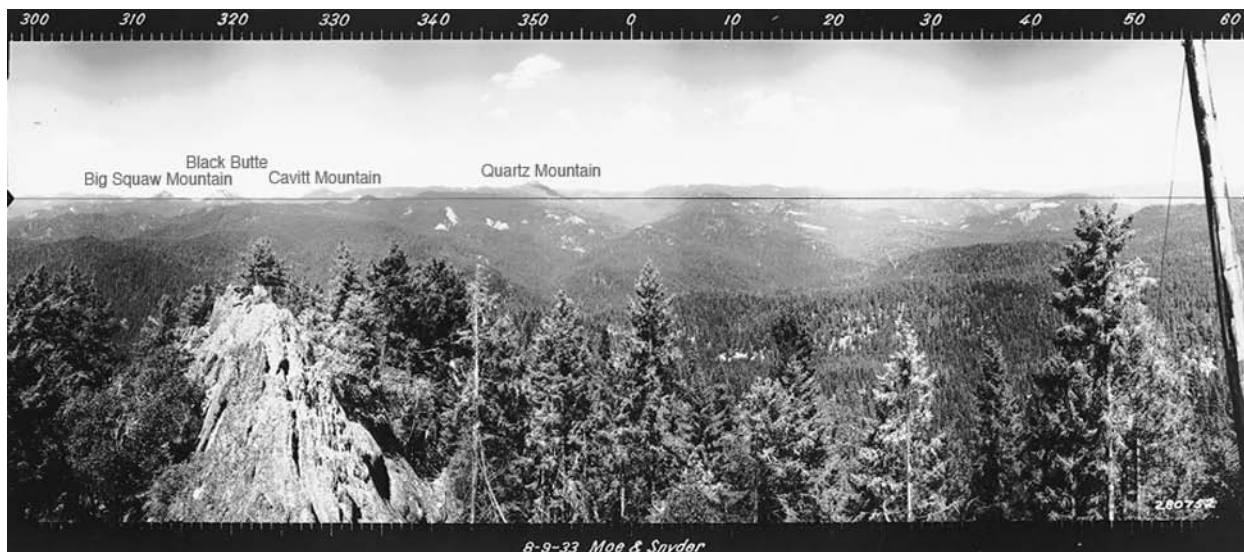 300 310 320 330 340 350 0 10 20 30 40 50 60
Black Butte
Big Squaw Mountain
Cavitt Mountain
Quartz Mountain
280752
8-9-33 Moe & Snyder